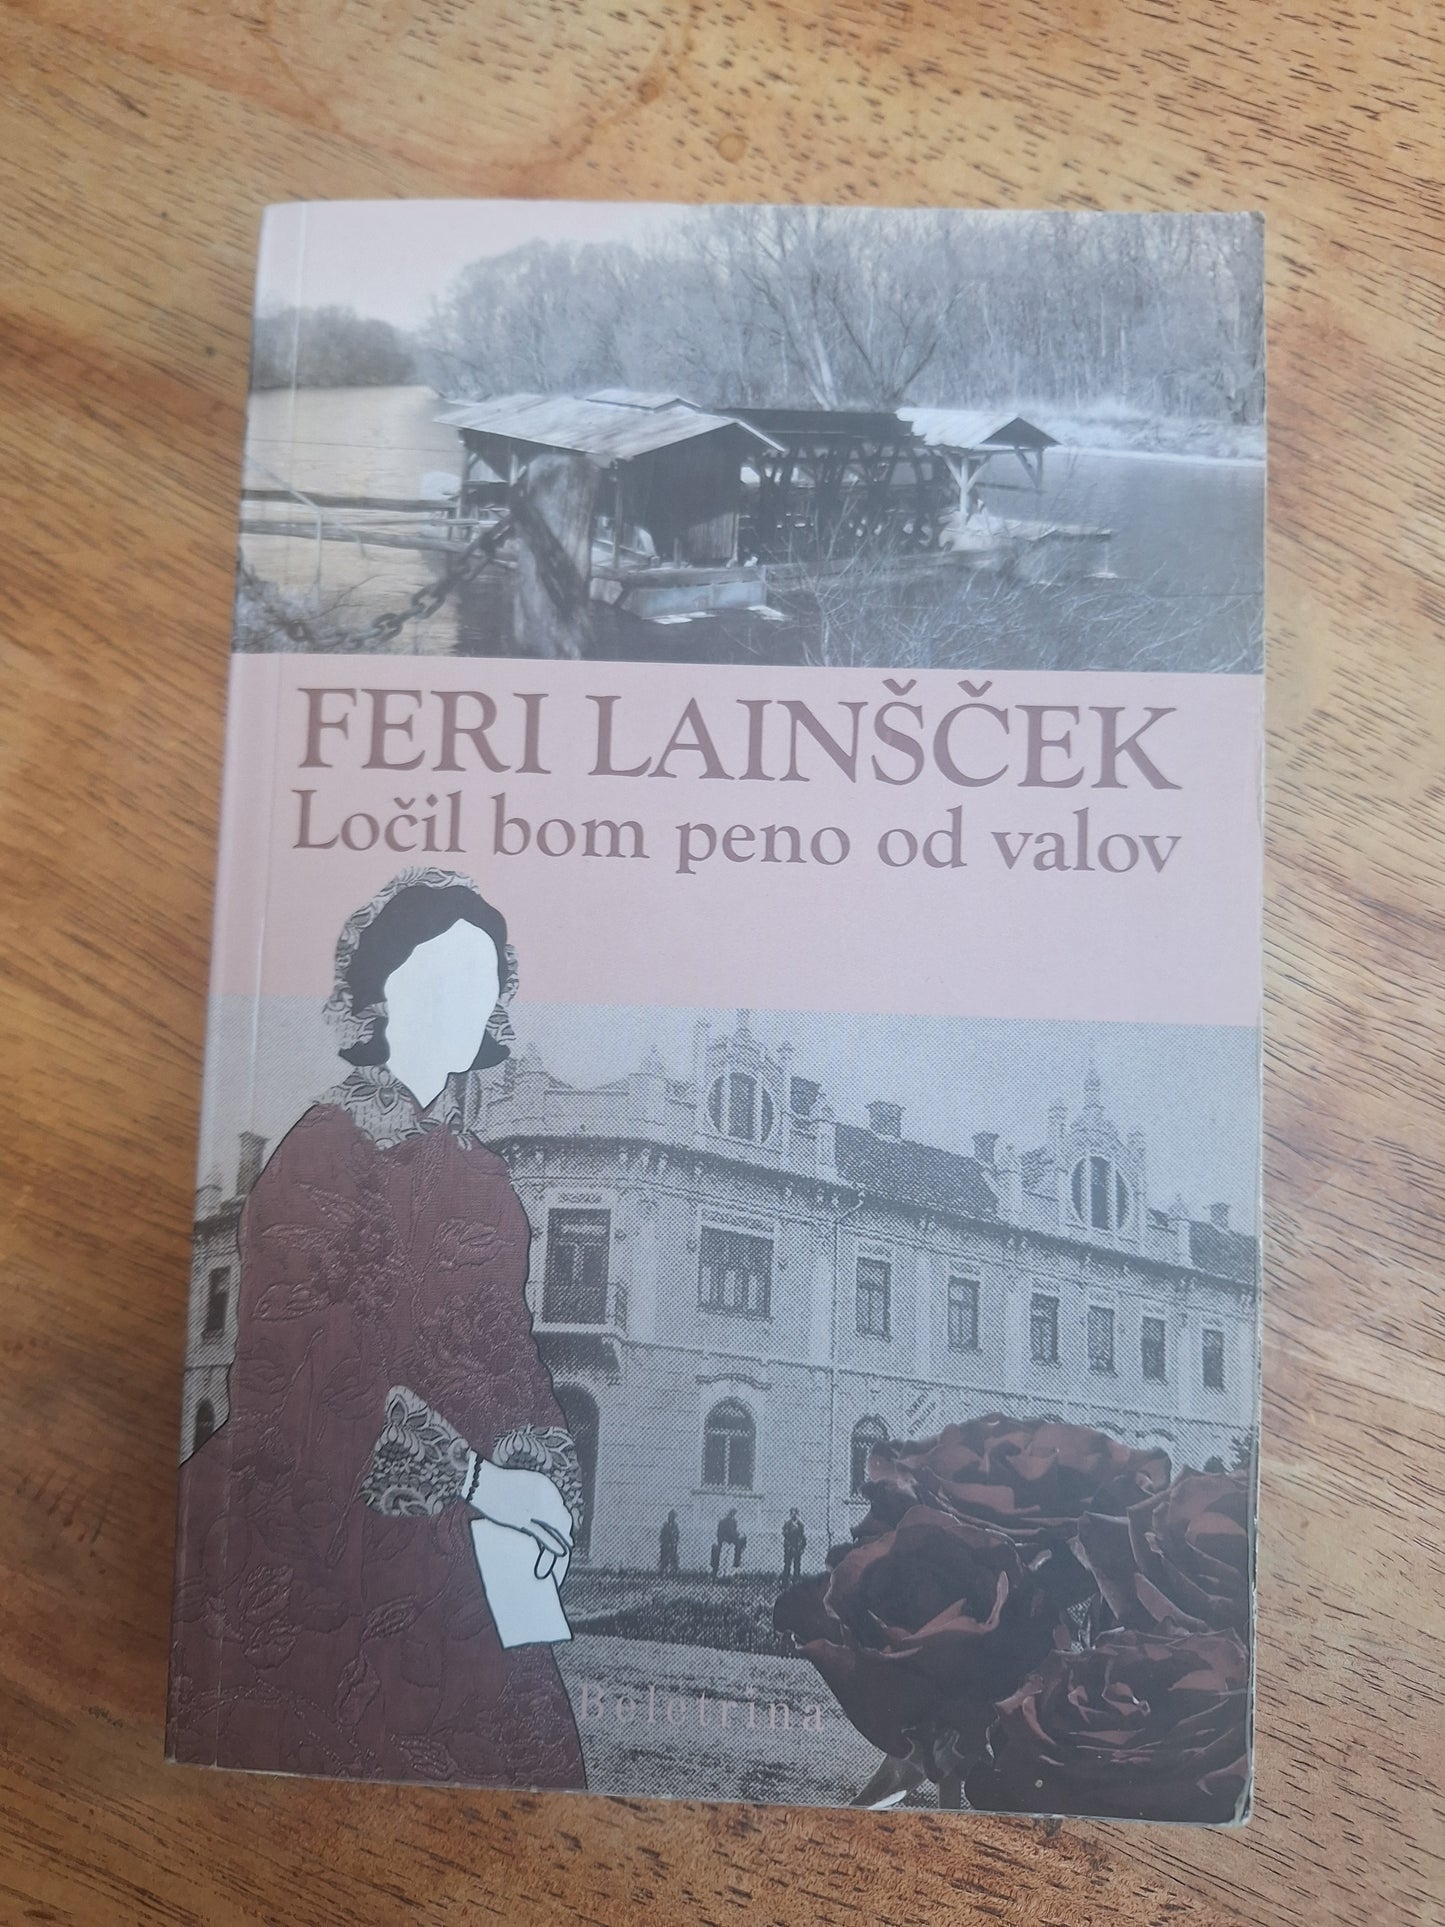 FERI LAINŠČEK
Ločil bom peno od valov
Beletrina